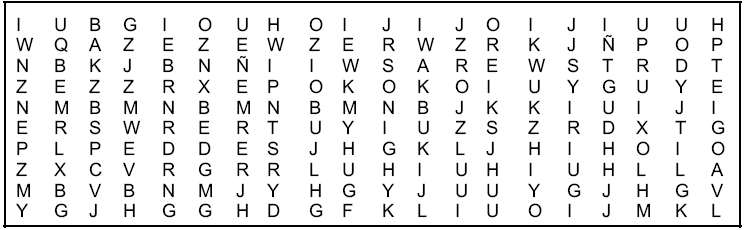 I U B G I O U H O I J I J O I J I U U H
W Q A Z E Z E W Z E R W Z R K J Ñ P O P
N B K J B N Ñ I I W S A R E W S T R D T
Z E Z Z R X E P O K O K O I U Y G U Y E
N M B M N B M N B M N B J K K I U I J I
E R S W R E R T U Y I U Z S Z R D X T G
P L P E D D E S J H G K L J H I H O I O
Z X C V R G R R L U H I U H I U H L L A
M B V B N M J Y H G Y J U U Y G J H G V
Y G J H G G H D G F K L I U O I J M K L